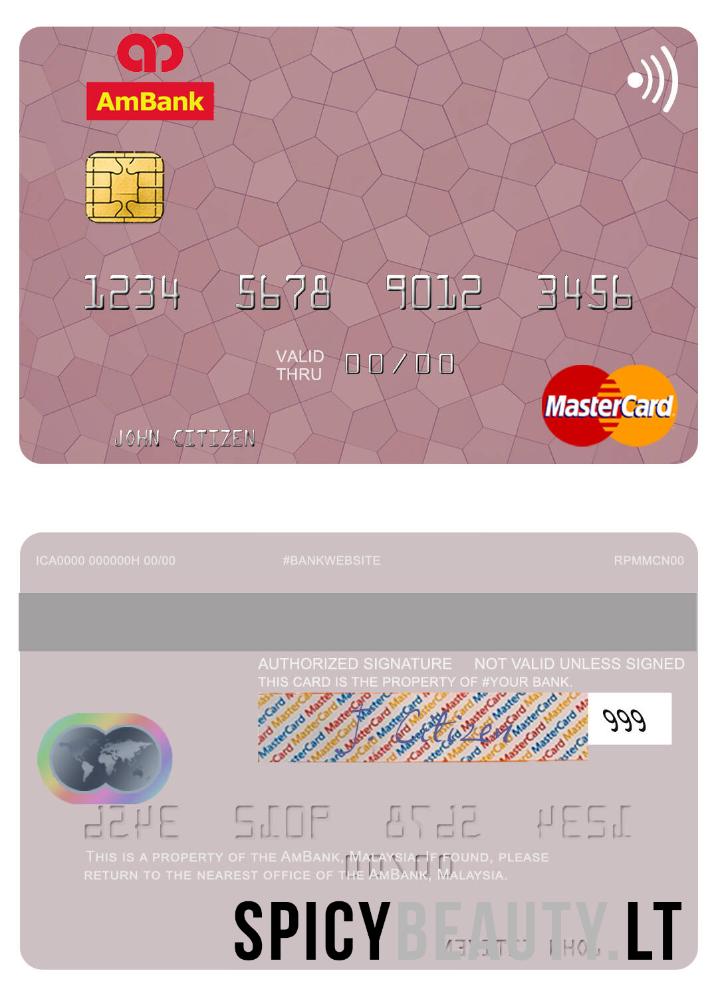 AmBank
1234 5678 9012 3456
VALID THRU 00/00
JOHN CITIZEN
MasterCard
ICA0000 000000H 00/00 #BANKWEBSITE RPMMCN00
AUTHORIZED SIGNATURE NOT VALID UNLESS SIGNED
THIS CARD IS THE PROPERTY OF #YOUR BANK.
J. Citizen 999
THIS IS A PROPERTY OF THE AMBANK, MALAYSIA. IF FOUND, PLEASE
RETURN TO THE NEAREST OFFICE OF THE AMBANK, MALAYSIA.
SPICYBEAUTY.LT